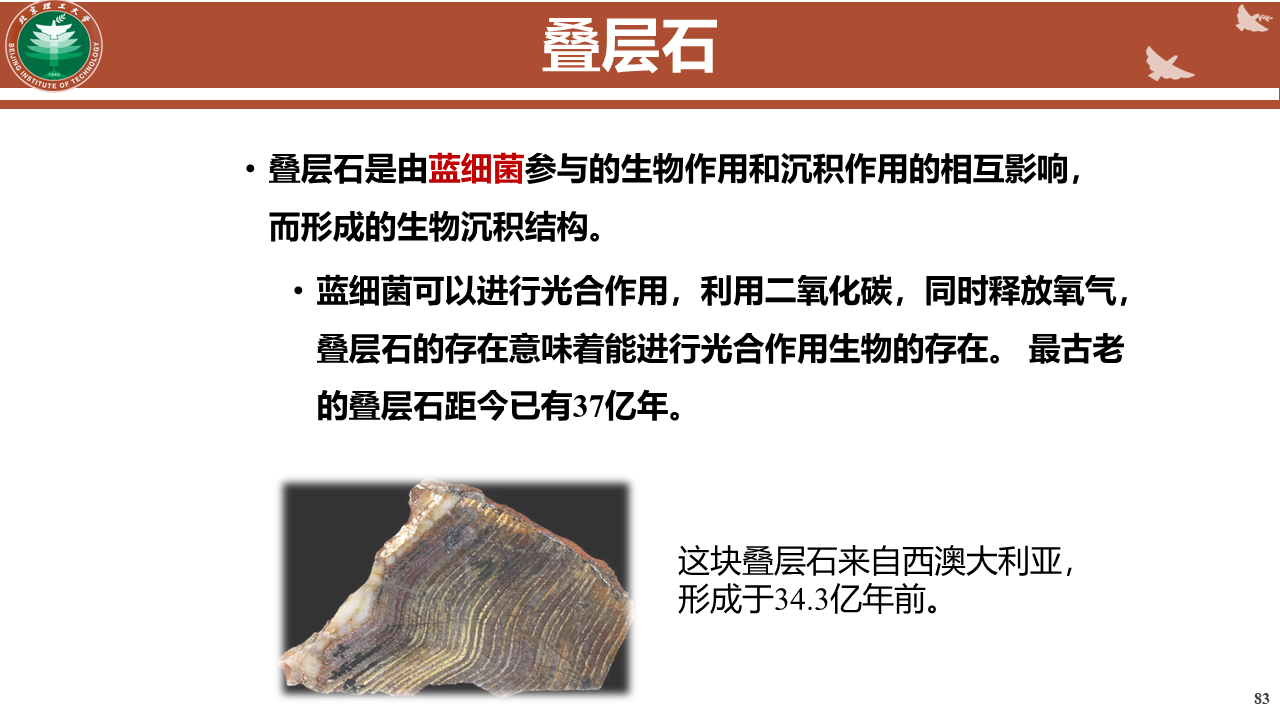 北京理工大学
BEIJING INSTITUTE OF TECHNOLOGY
1940
叠层石
• 叠层石是由蓝细菌参与的生物作用和沉积作用的相互影响，
而形成的生物沉积结构。
• 蓝细菌可以进行光合作用，利用二氧化碳，同时释放氧气，
叠层石的存在意味着能进行光合作用生物的存在。 最古老
的叠层石距今已有37亿年。
这块叠层石来自西澳大利亚，
形成于34.3亿年前。
83